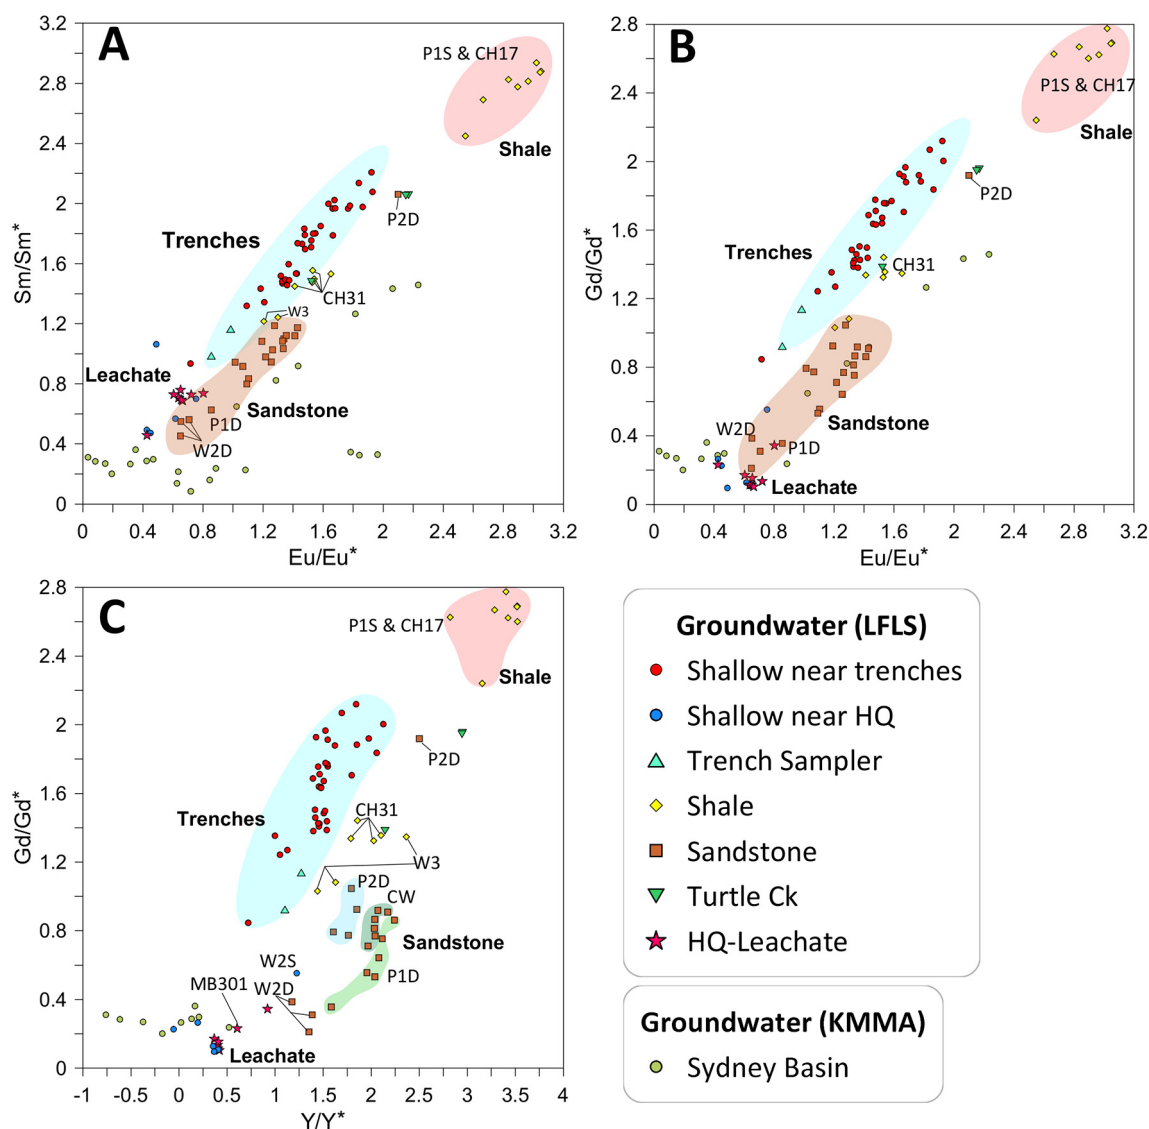 A
3.2
2.8
2.4
2
1.6
1.2
0.8
0.4
0
Sm/Sm*
P1S & CH17
Shale
Trenches
P2D
CH31
W3
Leachate
Sandstone
P1D
W2D
0 0.4 0.8 1.2 1.6 2 2.4 2.8 3.2
Eu/Eu*
B
2.8
2.4
2
1.6
1.2
0.8
0.4
0
Gd/Gd*
P1S & CH17
Shale
P2D
Trenches
CH31
Sandstone
W2D
P1D
Leachate
0 0.4 0.8 1.2 1.6 2 2.4 2.8 3.2
Eu/Eu*
C
2.8
2.4
2
1.6
1.2
0.8
0.4
0
Gd/Gd*
P1S & CH17
Shale
P2D
Trenches
CH31
W3
P2D
CW
Sandstone
W2S
P1D
MB301
W2D
Leachate
-1 -0.5 0 0.5 1 1.5 2 2.5 3 3.5 4
Y/Y*
Groundwater (LFLS)
Shallow near trenches
Shallow near HQ
Trench Sampler
Shale
Sandstone
Turtle Ck
HQ-Leachate
Groundwater (KMMA)
Sydney Basin